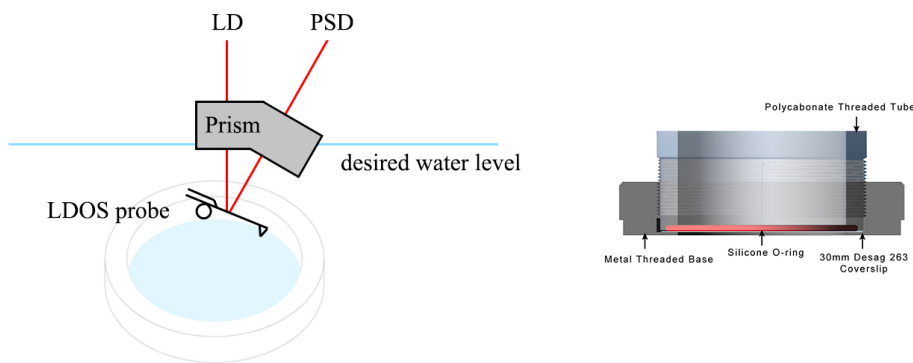 LD
PSD
Prism
desired water level
LDOS probe
Polycabonate Threaded Tube
Metal Threaded Base
Silicone O-ring
30mm Desag 263
Coverslip